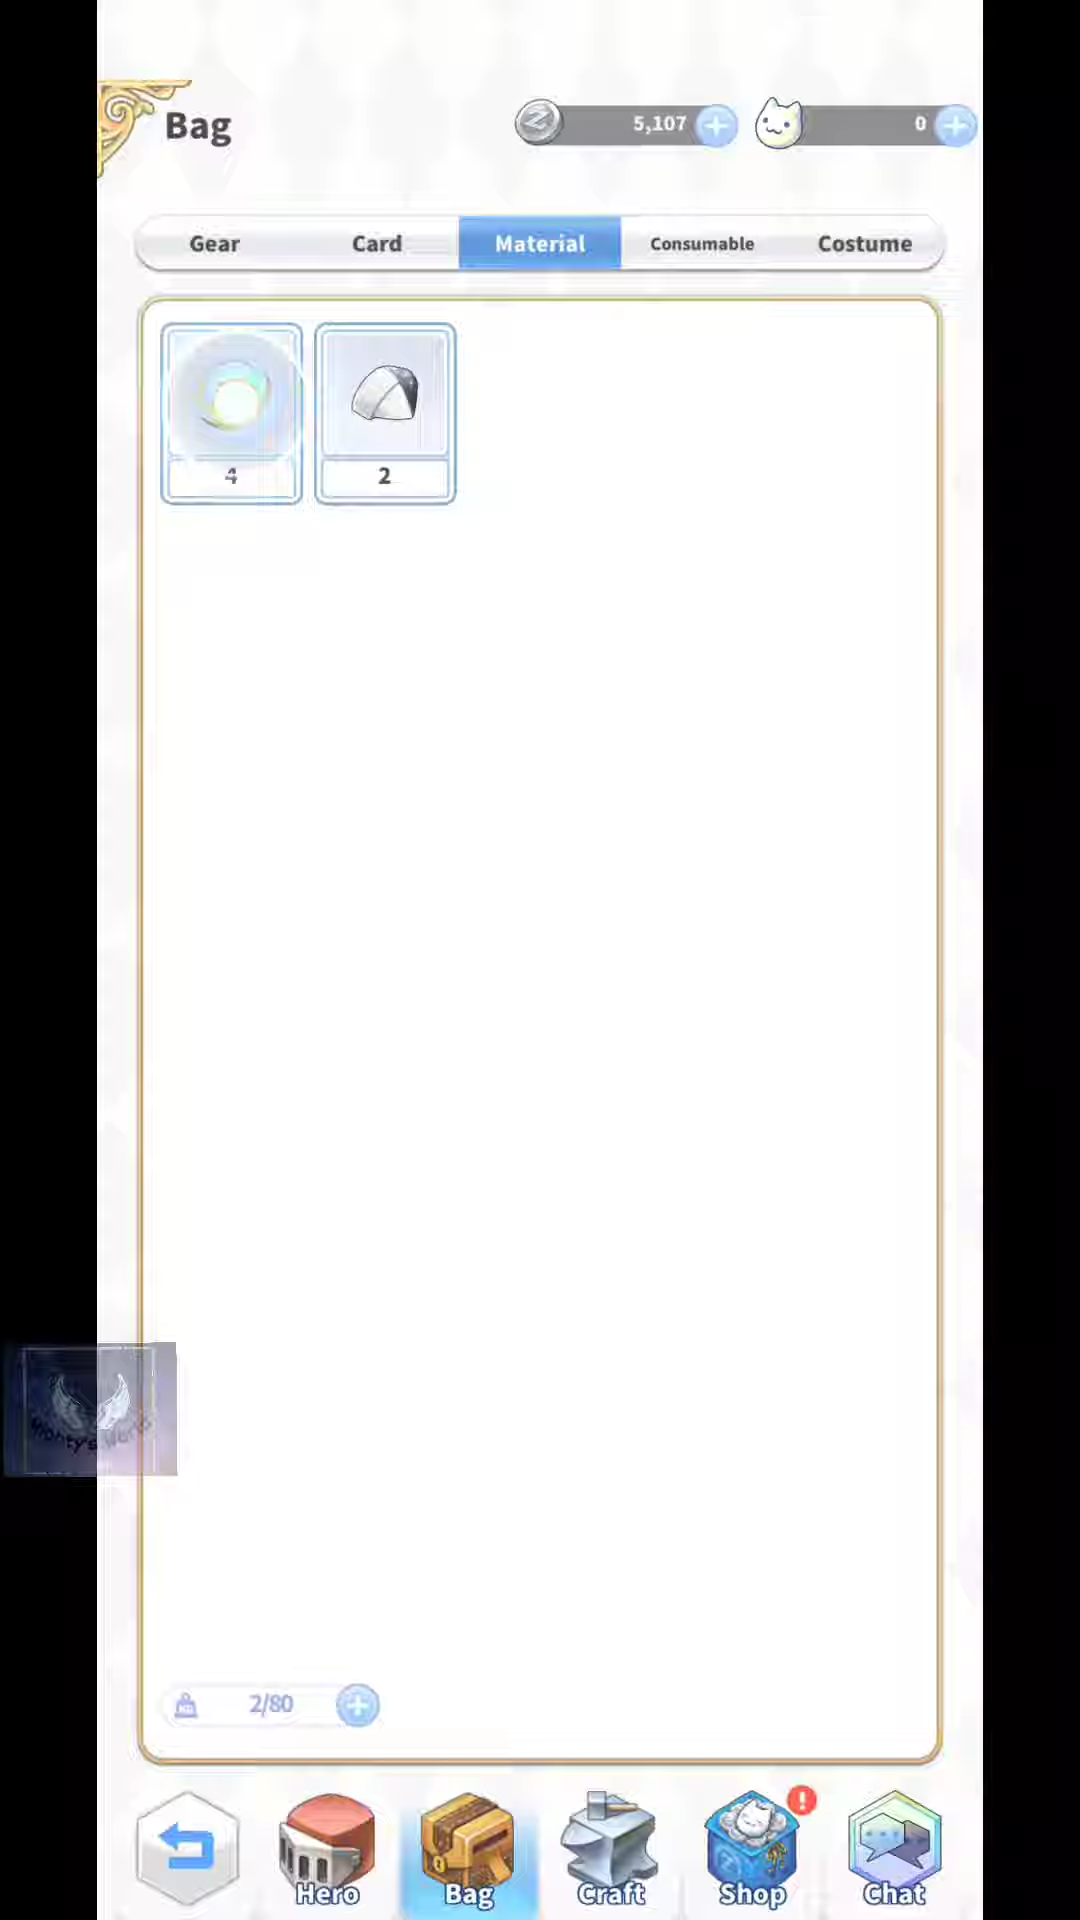 Bag
5,107
0
Gear
Card
Material
Consumable
Costume
4
2
2/80
Hero
Bag
Craft
Shop
Chat